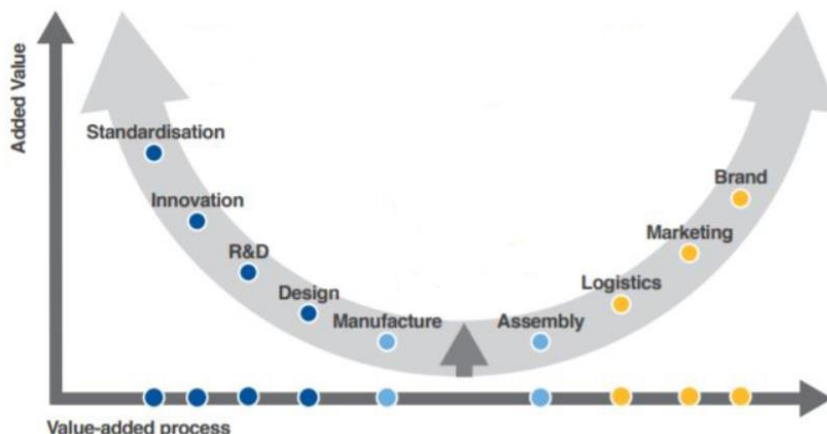 Added Value
Standardisation
Innovation
R&D
Design
Manufacture
Assembly
Logistics
Marketing
Brand
Value-added process